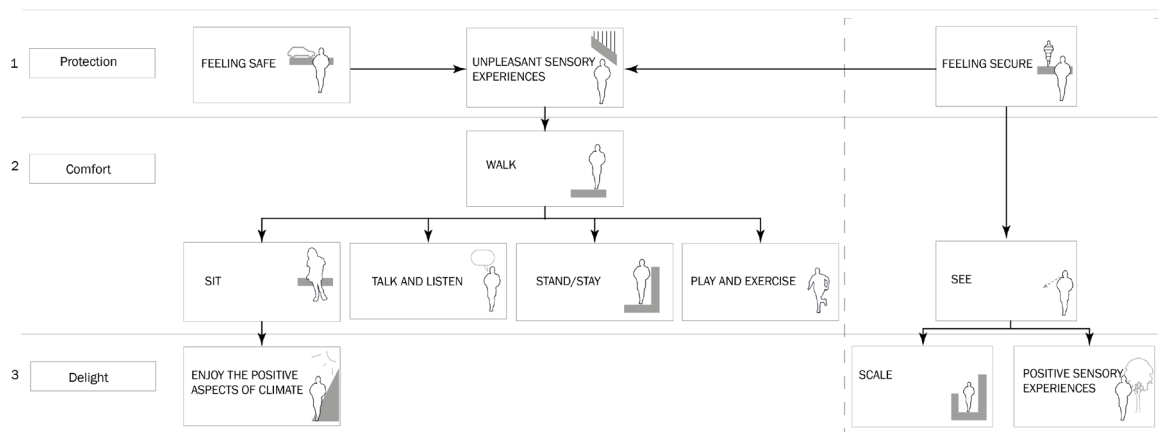 1
Protection
FEELING SAFE
UNPLEASANT SENSORY
EXPERIENCES
FEELING SECURE
2
Comfort
WALK
SIT
TALK AND LISTEN
STAND/STAY
PLAY AND EXERCISE
SEE
3
Delight
ENJOY THE POSITIVE
ASPECTS OF CLIMATE
SCALE
POSITIVE SENSORY
EXPERIENCES